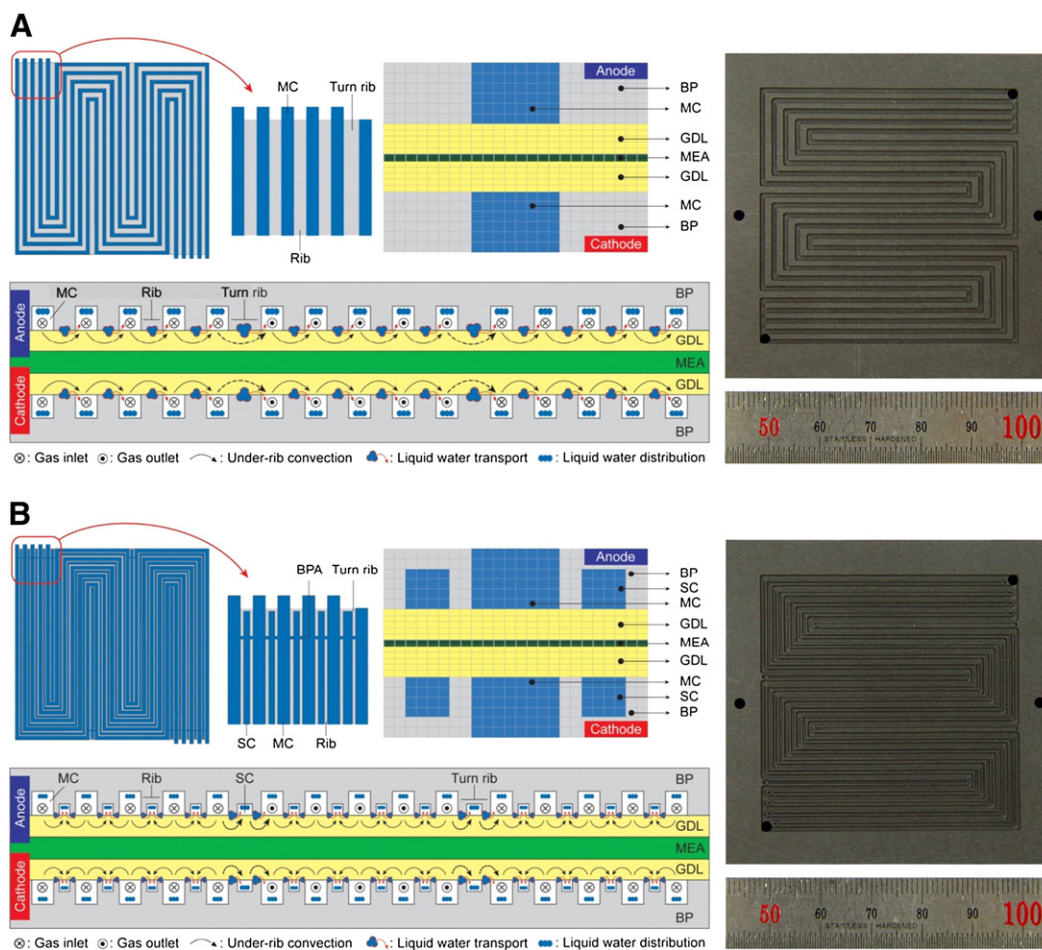 A
MC Turn rib
Rib
Anode
BP
MC
GDL
MEA
GDL
MC
BP
Cathode
MC Rib Turn rib BP
Anode
GDL
MEA
GDL
Cathode
BP
⊗: Gas inlet ⊙: Gas outlet : Under-rib convection : Liquid water transport : Liquid water distribution
50 60 70 80 90 100
STAINLESS HARDENED
B
BPA Turn rib
SC MC Rib
Anode
BP
SC
MC
GDL
MEA
GDL
MC
SC
BP
Cathode
MC Rib SC Turn rib BP
Anode
GDL
MEA
GDL
Cathode
BP
⊗: Gas inlet ⊙: Gas outlet : Under-rib convection : Liquid water transport : Liquid water distribution
50 60 70 80 90 100
STAINLESS HARDENED